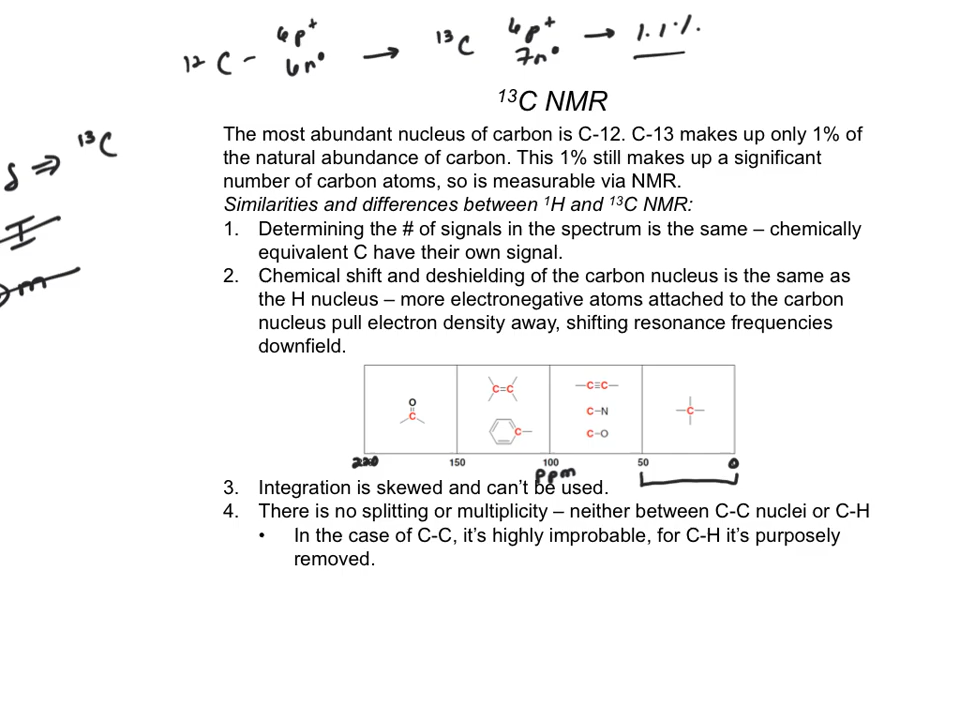 12 C - 6p+ 6n° → 13 C 6p+ 7n° → 1.1%
13C NMR
The most abundant nucleus of carbon is C-12. C-13 makes up only 1% of
the natural abundance of carbon. This 1% still makes up a significant
number of carbon atoms, so is measurable via NMR.
Similarities and differences between 1H and 13C NMR:
1. Determining the # of signals in the spectrum is the same – chemically
equivalent C have their own signal.
2. Chemical shift and deshielding of the carbon nucleus is the same as
the H nucleus – more electronegative atoms attached to the carbon
nucleus pull electron density away, shifting resonance frequencies
downfield.
δ ⇒ 13C
I
m
O
C
C=C
C–
–C≡C–
C–N
C–O
–C–
220 150 100 50 0
ppm
3. Integration is skewed and can't be used.
4. There is no splitting or multiplicity – neither between C-C nuclei or C-H
• In the case of C-C, it's highly improbable, for C-H it's purposely
removed.